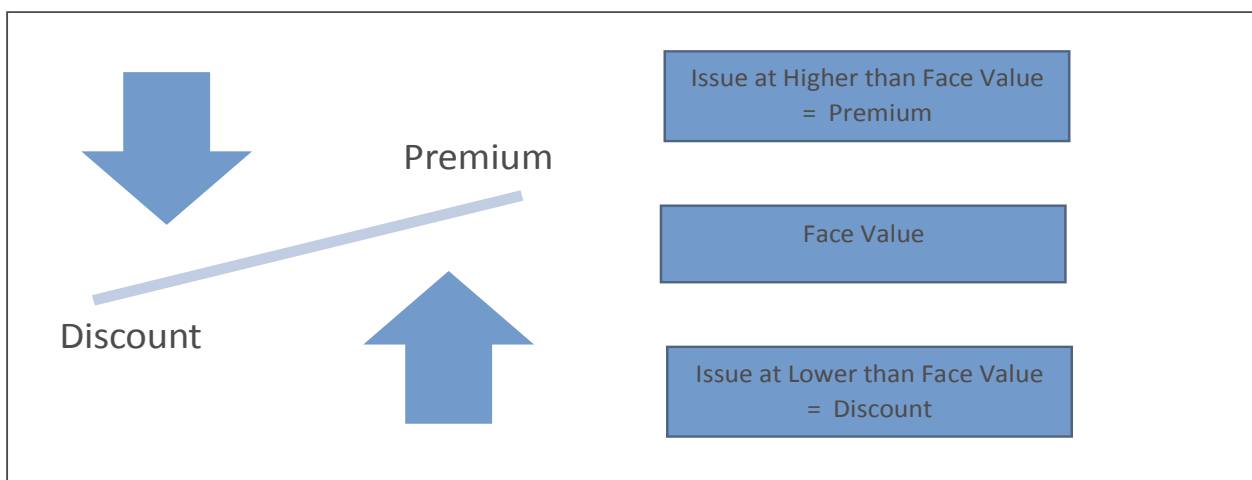 Premium
Discount
Issue at Higher than Face Value
= Premium
Face Value
Issue at Lower than Face Value
= Discount